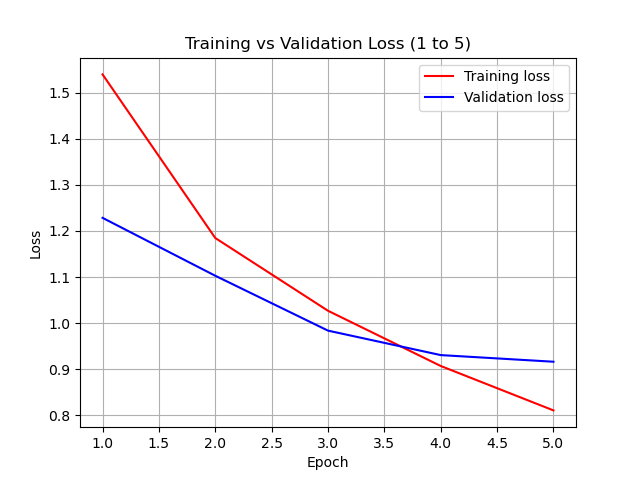 Training vs Validation Loss (1 to 5)
Training loss
Validation loss
Loss
1.5
1.4
1.3
1.2
1.1
1.0
0.9
0.8
1.0 1.5 2.0 2.5 3.0 3.5 4.0 4.5 5.0
Epoch